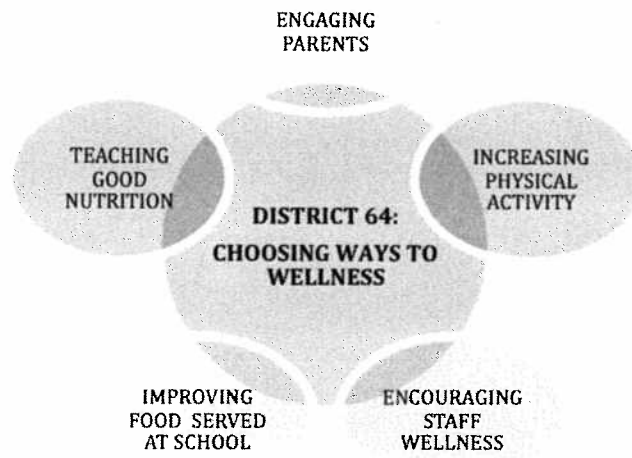 ENGAGING
PARENTS
TEACHING
GOOD
NUTRITION
INCREASING
PHYSICAL
ACTIVITY
DISTRICT 64:
CHOOSING WAYS TO
WELLNESS
IMPROVING
FOOD SERVED
AT SCHOOL
ENCOURAGING
STAFF
WELLNESS